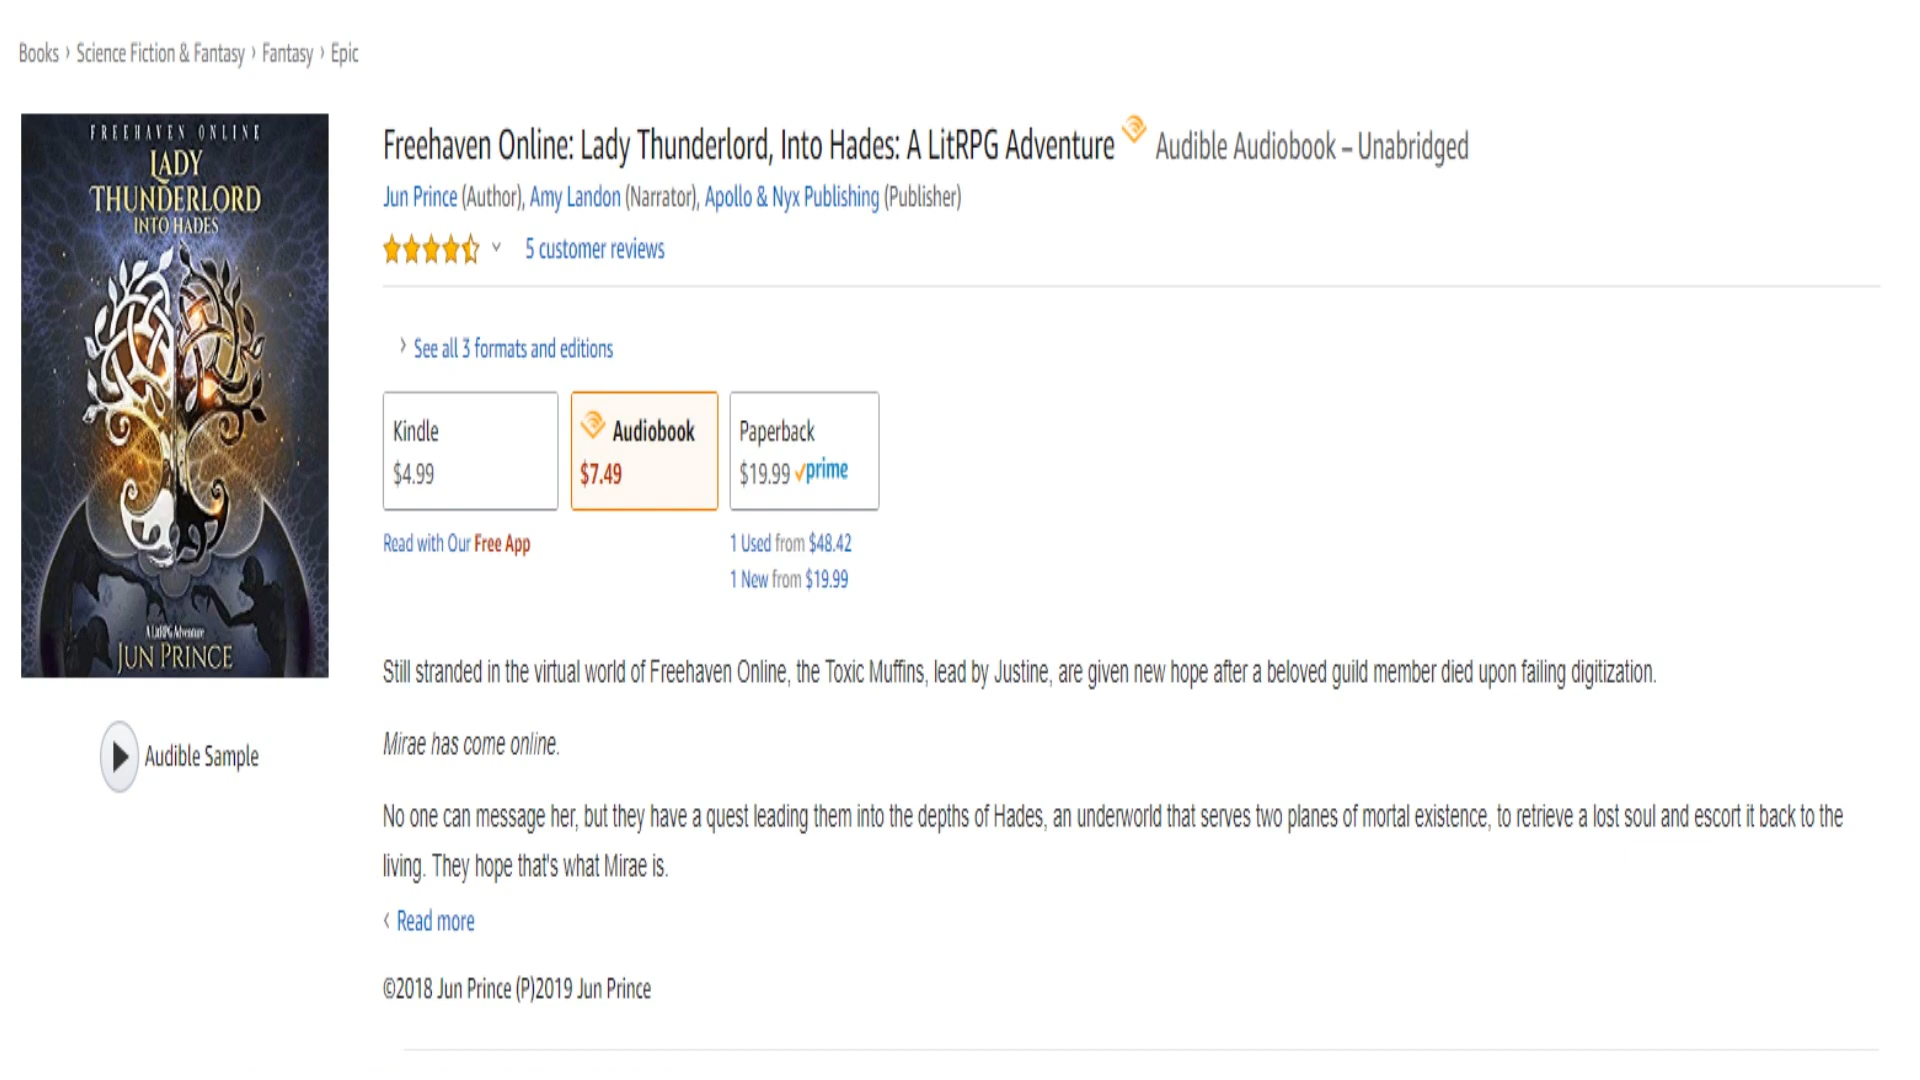 Books › Science Fiction & Fantasy › Fantasy › Epic
FREEHAVEN ONLINE
LADY
THUNDERLORD
INTO HADES
A LitRPG Adventure
JUN PRINCE
Audible Sample
Freehaven Online: Lady Thunderlord, Into Hades: A LitRPG Adventure Audible Audiobook – Unabridged
Jun Prince (Author), Amy Landon (Narrator), Apollo & Nyx Publishing (Publisher)
5 customer reviews
› See all 3 formats and editions
Kindle
$4.99
Audiobook
$7.49
Paperback
$19.99 prime
Read with Our Free App
1 Used from $48.42
1 New from $19.99
Still stranded in the virtual world of Freehaven Online, the Toxic Muffins, lead by Justine, are given new hope after a beloved guild member died upon failing digitization.
Mirae has come online.
No one can message her, but they have a quest leading them into the depths of Hades, an underworld that serves two planes of mortal existence, to retrieve a lost soul and escort it back to the
living. They hope that's what Mirae is.
‹ Read more
©2018 Jun Prince (P)2019 Jun Prince